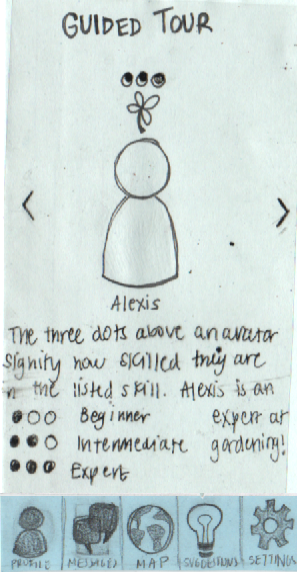 GUIDED TOUR
Alexis
The three dots above an avatar
signify how skilled they are
in the listed skill. Alexis is an
Beginner expert at
Intermediate gardening!
Expert
PROFILE MESSAGES MAP SUGGESTIONS SETTINGS